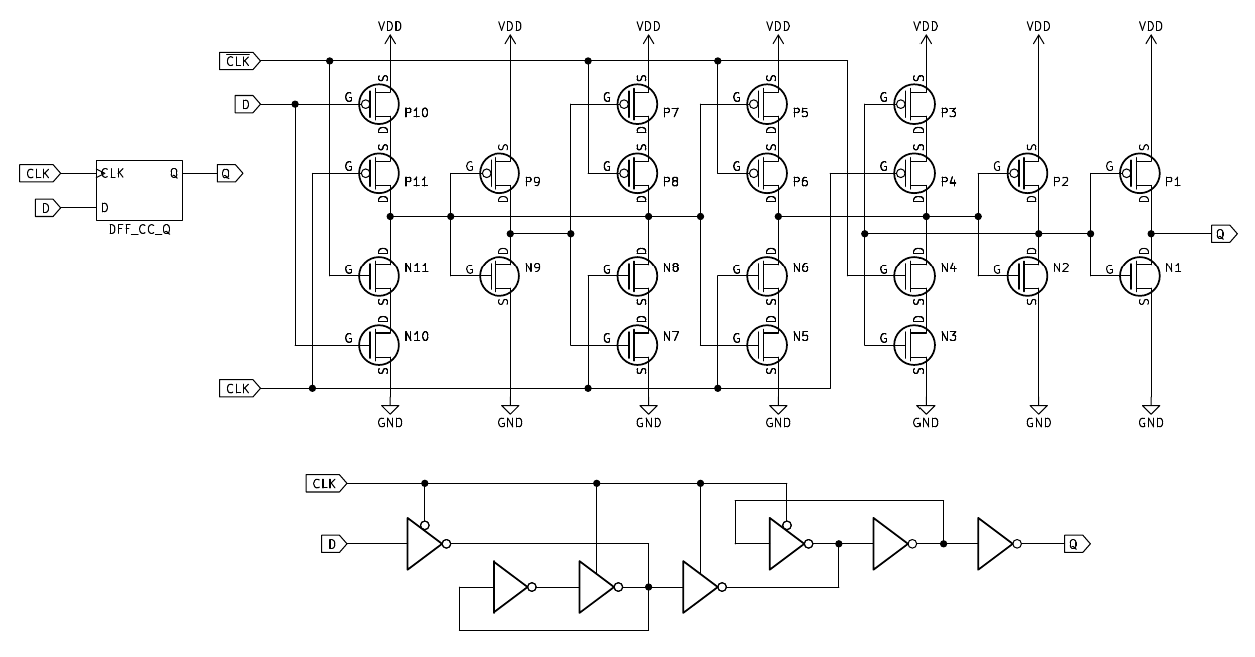 VDD VDD VDD VDD VDD VDD VDD
CLK
S S S S
G G G G
D
P10 P7 P5 P3
D D D D
S S S S S S S
CLK CLK Q Q G G G G G G G
P11 P9 P8 P6 P4 P2 P1
D D D D D D D D
DFF_CC_Q
Q
D D D D D D D
N11 N9 N8 N6 N4 N2 N1
G G G G G G G
S S S S S S S
D D D D
N10 N7 N5 N3
G G G G
S S S S
CLK
GND GND GND GND GND GND GND
CLK
D Q